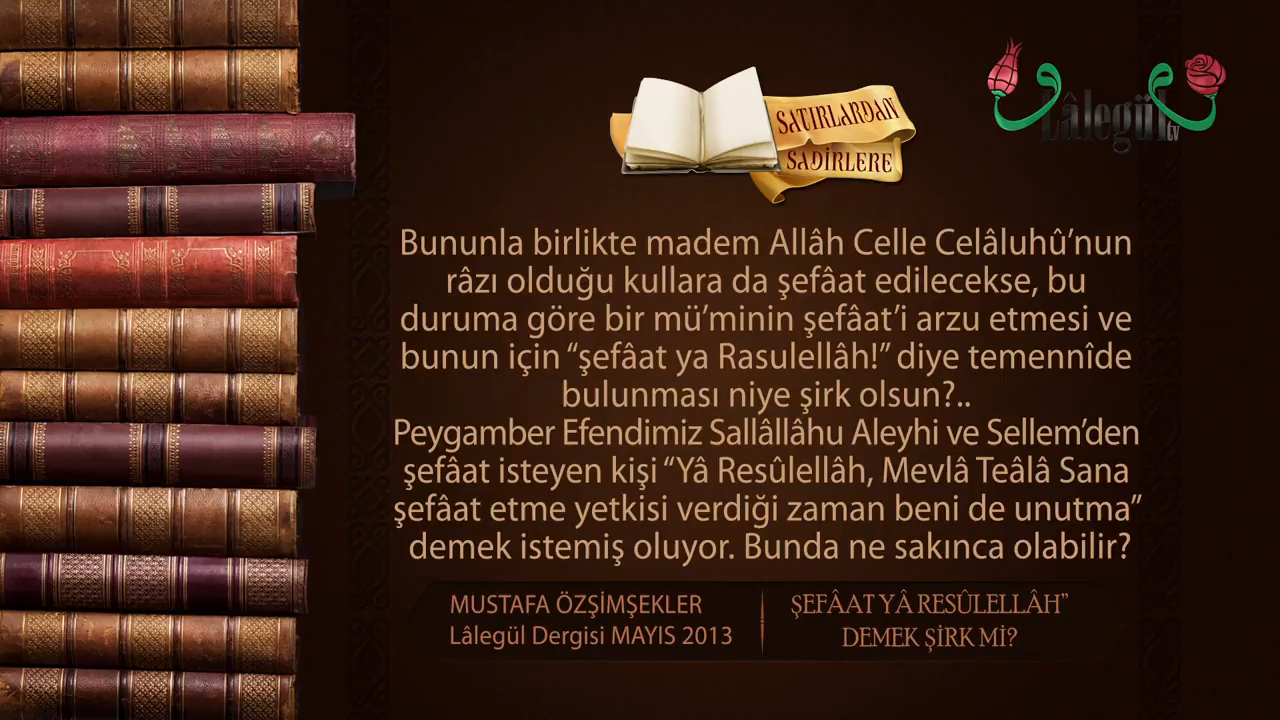 SATIRLARDAN
SADIRLERE
Lâlegül tv
Bununla birlikte madem Allâh Celle Celâluhû’nun
râzı olduğu kullara da şefâat edilecekse, bu
duruma göre bir mü’minin şefâat’i arzu etmesi ve
bunun için “şefâat ya Rasulellâh!” diye temennîde
bulunması niye şirk olsun?..
Peygamber Efendimiz Sallâllâhu Aleyhi ve Sellem’den
şefâat isteyen kişi “Yâ Resûlellâh, Mevlâ Teâlâ Sana
şefâat etme yetkisi verdiği zaman beni de unutma”
demek istemiş oluyor. Bunda ne sakınca olabilir?
MUSTAFA ÖZŞİMŞEKLER
Lâlegül Dergisi MAYIS 2013
ŞEFÂAT YÂ RESÛLELLÂH”
DEMEK ŞİRK Mİ?